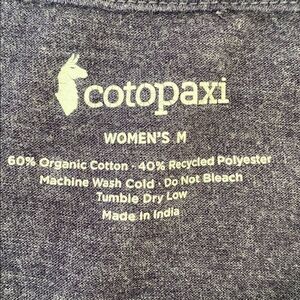 cotopaxi
WOMEN'S M
60% Organic Cotton · 40% Recycled Polyester
Machine Wash Cold · Do Not Bleach
Tumble Dry Low
Made in India